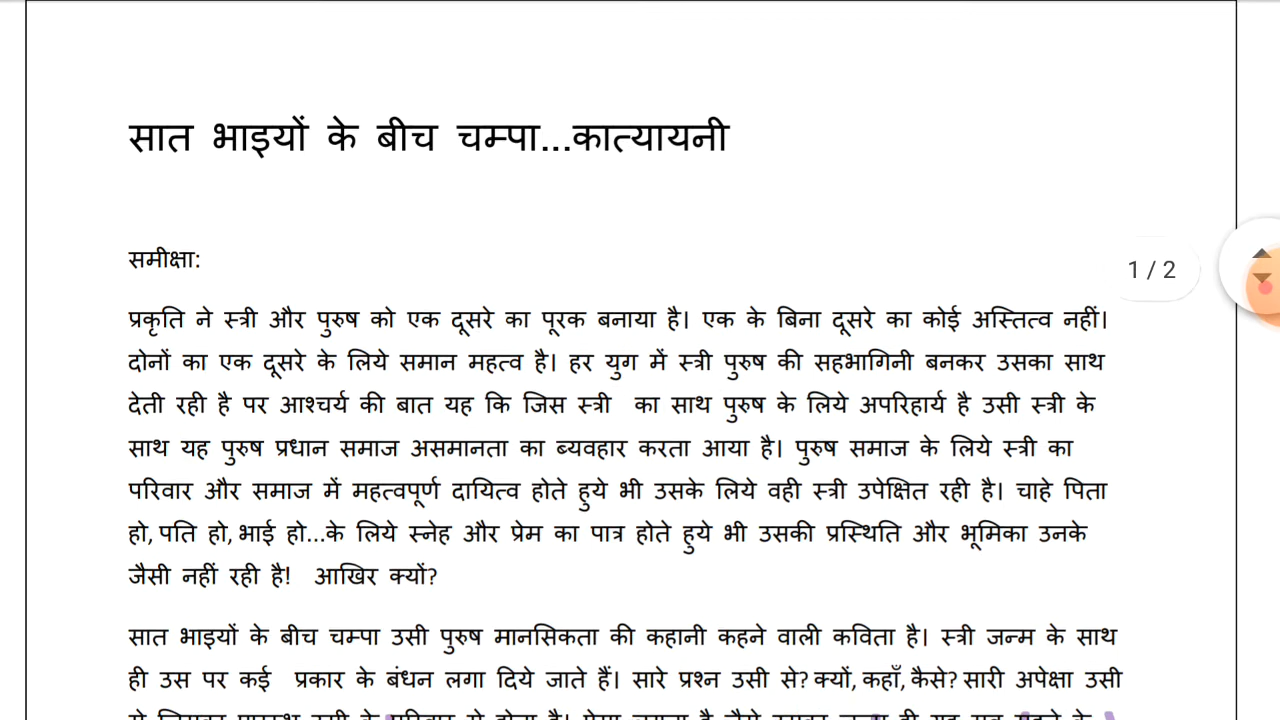 सात भाइयों के बीच चम्पा...कात्यायनी
समीक्षा:
1 / 2
प्रकृति ने स्त्री और पुरुष को एक दूसरे का पूरक बनाया है। एक के बिना दूसरे का कोई अस्तित्व नहीं।
दोनों का एक दूसरे के लिये समान महत्व है। हर युग में स्त्री पुरुष की सहभागिनी बनकर उसका साथ
देती रही है पर आश्चर्य की बात यह कि जिस स्त्री का साथ पुरुष के लिये अपरिहार्य है उसी स्त्री के
साथ यह पुरुष प्रधान समाज असमानता का ब्यवहार करता आया है। पुरुष समाज के लिये स्त्री का
परिवार और समाज में महत्वपूर्ण दायित्व होते हुये भी उसके लिये वही स्त्री उपेक्षित रही है। चाहे पिता
हो, पति हो, भाई हो...के लिये स्नेह और प्रेम का पात्र होते हुये भी उसकी प्रस्थिति और भूमिका उनके
जैसी नहीं रही है! आखिर क्यों?
सात भाइयों के बीच चम्पा उसी पुरुष मानसिकता की कहानी कहने वाली कविता है। स्त्री जन्म के साथ
ही उस पर कई प्रकार के बंधन लगा दिये जाते हैं। सारे प्रश्न उसी से? क्यों, कहाँ, कैसे? सारी अपेक्षा उसी